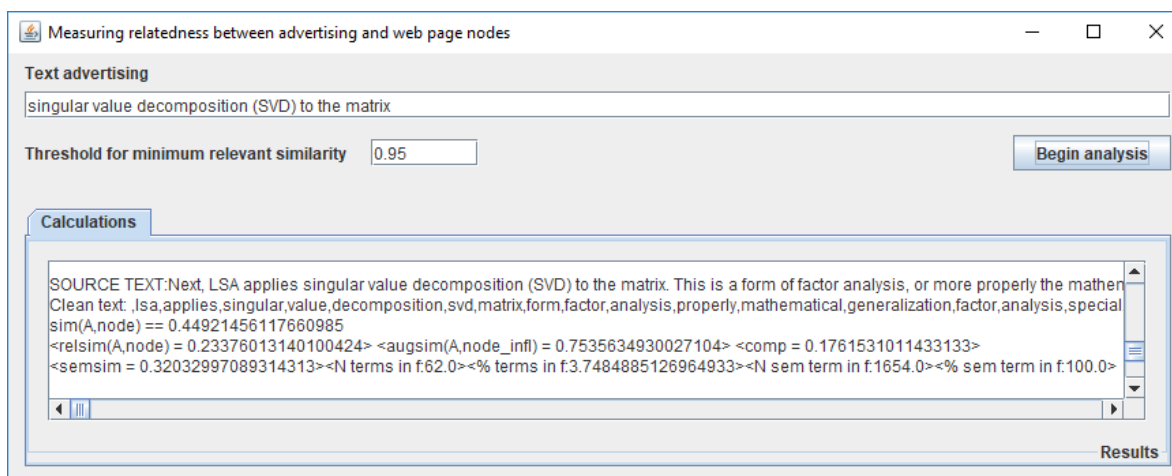 Measuring relatedness between advertising and web page nodes
Text advertising
singular value decomposition (SVD) to the matrix
Threshold for minimum relevant similarity 0.95 Begin analysis
Calculations
SOURCE TEXT:Next, LSA applies singular value decomposition (SVD) to the matrix. This is a form of factor analysis, or more properly the mathen
Clean text: ,lsa,applies,singular,value,decomposition,svd,matrix,form,factor,analysis,properly,mathematical,generalization,factor,analysis,special
sim(A,node) == 0.44921456117660985
<relsim(A,node) = 0.23376013140100424> <augsim(A,node_infl) = 0.7535634930027104> <comp = 0.1761531011433133>
<semsim = 0.32032997089314313><N terms in f:62.0><% terms in f:3.7484885126964933><N sem term in f:1654.0><% sem term in f:100.0>
Results